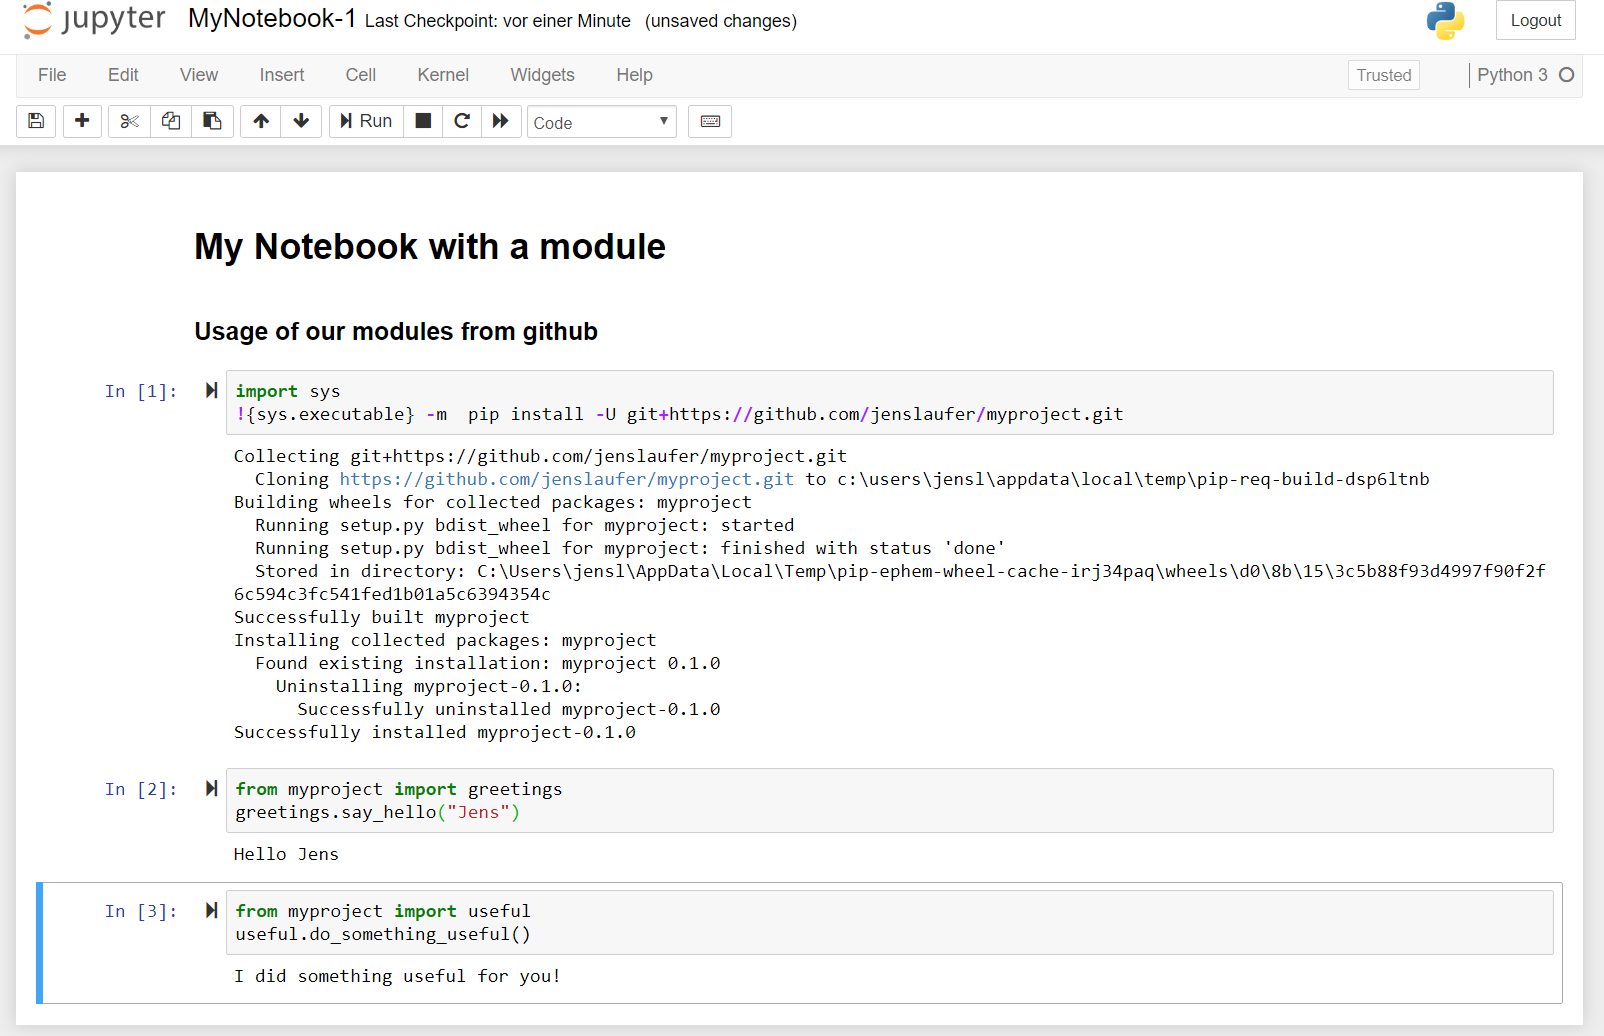 jupyter MyNotebook-1 Last Checkpoint: vor einer Minute (unsaved changes) Logout
File Edit View Insert Cell Kernel Widgets Help Trusted Python 3
Run Code
My Notebook with a module
Usage of our modules from github
In [1]: import sys
!{sys.executable} -m  pip install -U git+https://github.com/jenslaufer/myproject.git
Collecting git+https://github.com/jenslaufer/myproject.git
  Cloning https://github.com/jenslaufer/myproject.git to c:\users\jensl\appdata\local\temp\pip-req-build-dsp6ltnb
Building wheels for collected packages: myproject
  Running setup.py bdist_wheel for myproject: started
  Running setup.py bdist_wheel for myproject: finished with status 'done'
  Stored in directory: C:\Users\jensl\AppData\Local\Temp\pip-ephem-wheel-cache-irj34paq\wheels\d0\8b\15\3c5b88f93d4997f90f2f
6c594c3fc541fed1b01a5c6394354c
Successfully built myproject
Installing collected packages: myproject
  Found existing installation: myproject 0.1.0
    Uninstalling myproject-0.1.0:
      Successfully uninstalled myproject-0.1.0
Successfully installed myproject-0.1.0
In [2]: from myproject import greetings
greetings.say_hello("Jens")
Hello Jens
In [3]: from myproject import useful
useful.do_something_useful()
I did something useful for you!